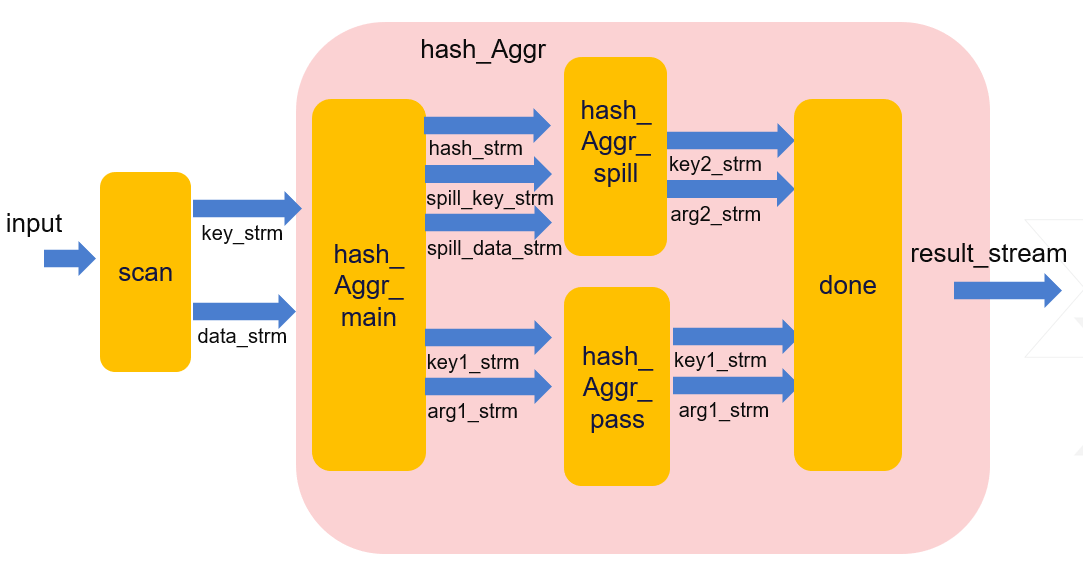 hash_Aggr
input
scan
key_strm
data_strm
hash_
Aggr_
main
hash_strm
spill_key_strm
spill_data_strm
key1_strm
arg1_strm
hash_
Aggr_
spill
hash_
Aggr_
pass
key2_strm
arg2_strm
key1_strm
arg1_strm
done
result_stream